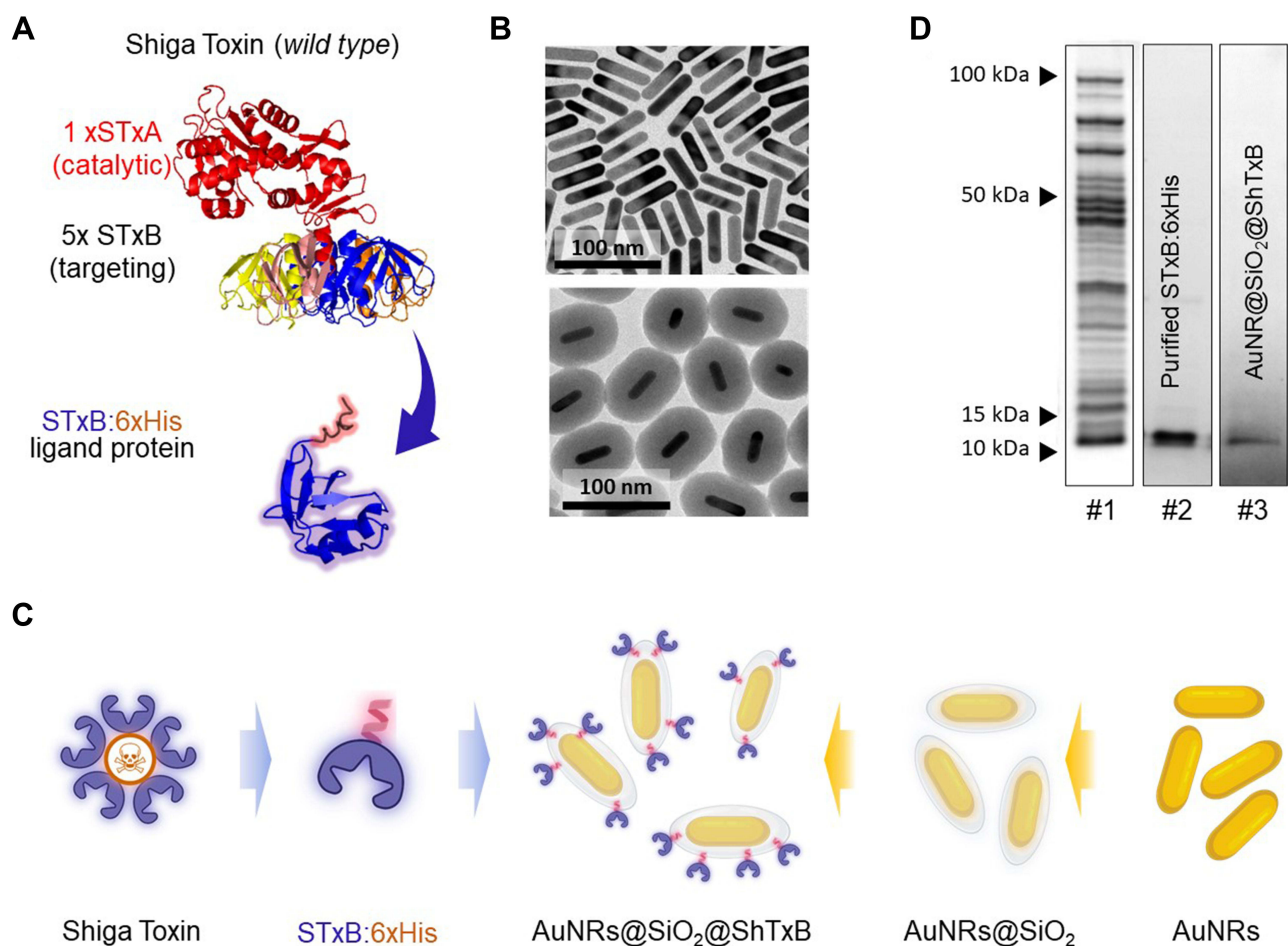 A
Shiga Toxin (wild type)
1 xSTxA
(catalytic)
5x STxB
(targeting)
STxB:6xHis
ligand protein
B
100 nm
100 nm
D
100 kDa
50 kDa
15 kDa
10 kDa
Purified STxB:6xHis
AuNR@SiO₂@ShTxB
#1
#2
#3
C
Shiga Toxin
STxB:6xHis
AuNRs@SiO₂@ShTxB
AuNRs@SiO₂
AuNRs